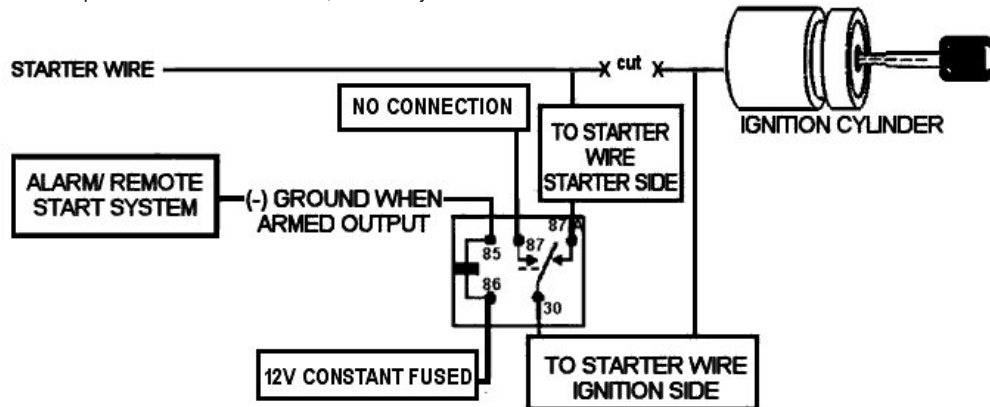 STARTER WIRE
cut
IGNITION CYLINDER
NO CONNECTION
TO STARTER
WIRE
STARTER SIDE
ALARM/ REMOTE
START SYSTEM
(-) GROUND WHEN
ARMED OUTPUT
85
87
87A
86
30
12V CONSTANT FUSED
TO STARTER WIRE
IGNITION SIDE